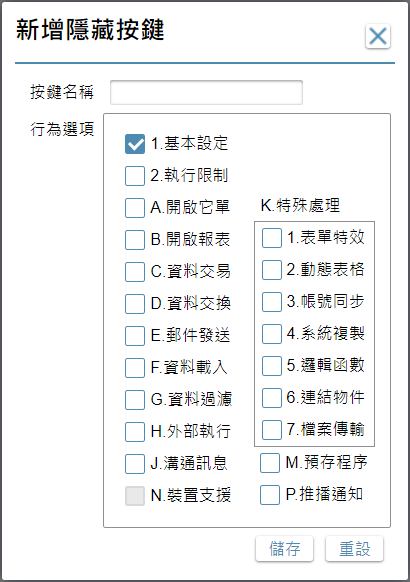 新增隱藏按鍵
按鍵名稱
行為選項
1.基本設定
2.執行限制
A.開啟它單
B.開啟報表
C.資料交易
D.資料交換
E.郵件發送
F.資料載入
G.資料過濾
H.外部執行
J.溝通訊息
N.裝置支援
K.特殊處理
1.表單特效
2.動態表格
3.帳號同步
4.系統複製
5.邏輯函數
6.連結物件
7.檔案傳輸
M.預存程序
P.推播通知
儲存
重設